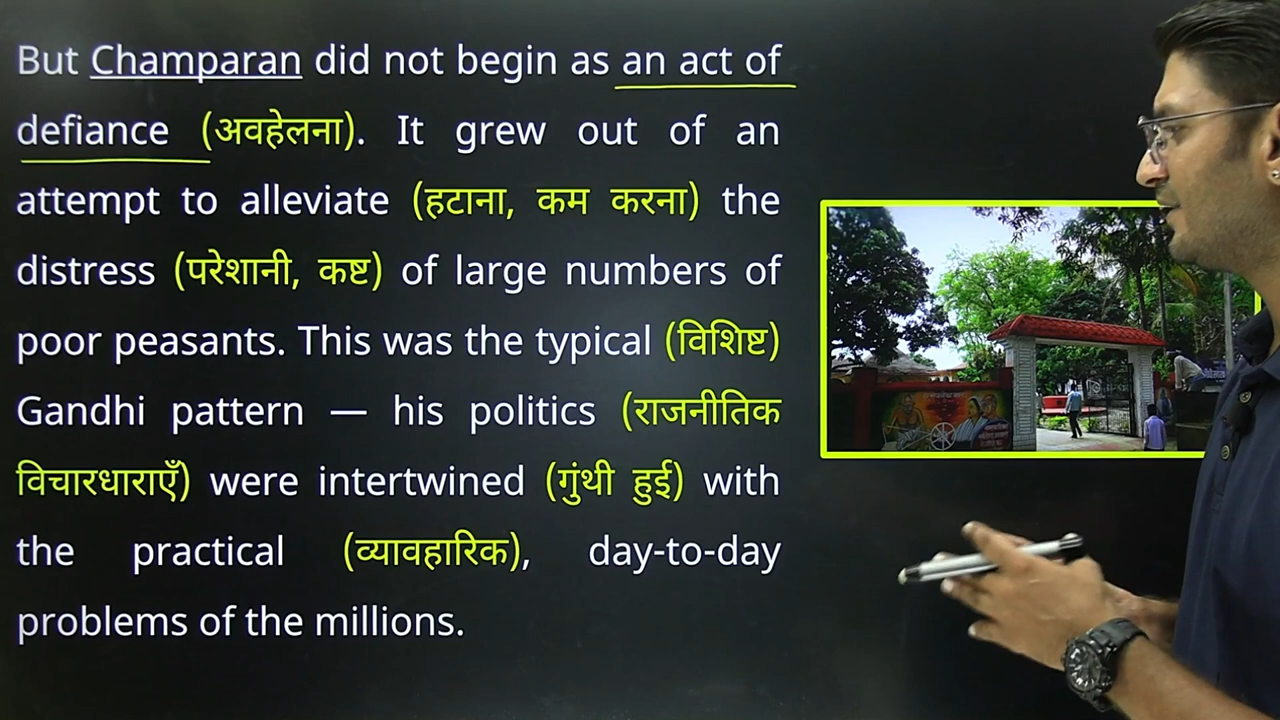 But Champaran did not begin as an act of
defiance (अवहेलना). It grew out of an
attempt to alleviate (हटाना, कम करना) the
distress (परेशानी, कष्ट) of large numbers of
poor peasants. This was the typical (विशिष्ट)
Gandhi pattern — his politics (राजनीतिक
विचारधाराएँ) were intertwined (गुंथी हुई) with
the practical (व्यावहारिक), day-to-day
problems of the millions.